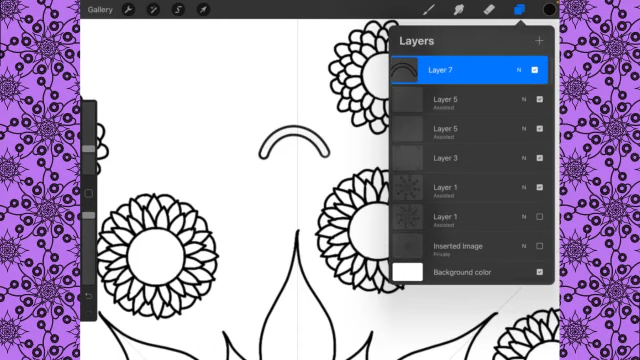 Gallery
Layers
Layer 7
N
Layer 5
Assisted
N
Layer 5
Assisted
N
Layer 3
N
Layer 1
Assisted
N
Layer 1
Assisted
N
Inserted Image
Private
N
Background color